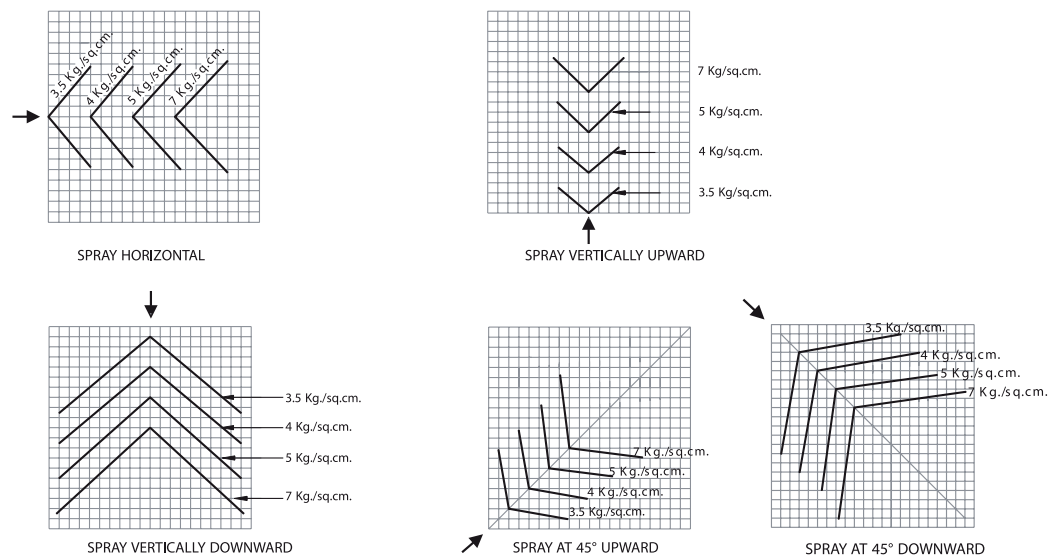 3.5 Kg./sq.cm.
4 Kg./sq.cm.
5 Kg./sq.cm.
7 Kg./sq.cm.
SPRAY HORIZONTAL
7 Kg/sq.cm.
5 Kg/sq.cm.
4 Kg/sq.cm.
3.5 Kg/sq.cm.
SPRAY VERTICALLY UPWARD
3.5 Kg./sq.cm.
4 Kg./sq.cm.
5 Kg./sq.cm.
7 Kg./sq.cm.
SPRAY VERTICALLY DOWNWARD
7 Kg./sq.cm.
5 Kg./sq.cm.
4 Kg./sq.cm.
3.5 Kg./sq.cm.
SPRAY AT 45° UPWARD
3.5 Kg./sq.cm.
4 Kg./sq.cm.
5 Kg./sq.cm.
7 Kg./sq.cm.
SPRAY AT 45° DOWNWARD